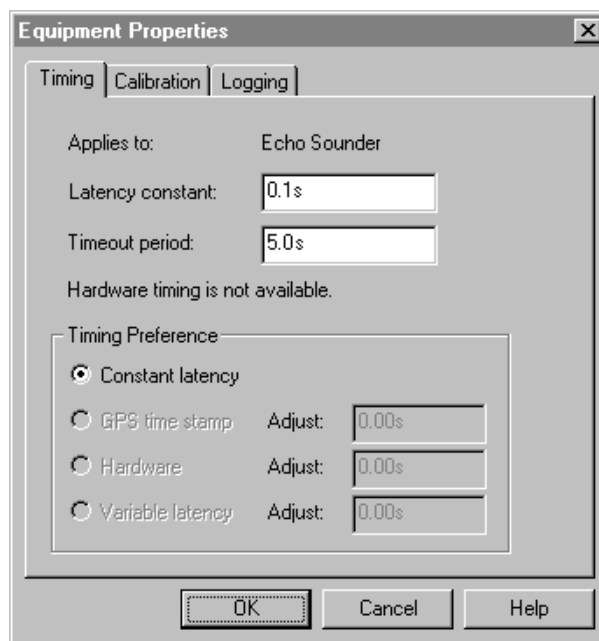 Equipment Properties
Timing Calibration Logging
Applies to: Echo Sounder
Latency constant: 0.1s
Timeout period: 5.0s
Hardware timing is not available.
Timing Preference
Constant latency
GPS time stamp Adjust: 0.00s
Hardware Adjust: 0.00s
Variable latency Adjust: 0.00s
OK Cancel Help